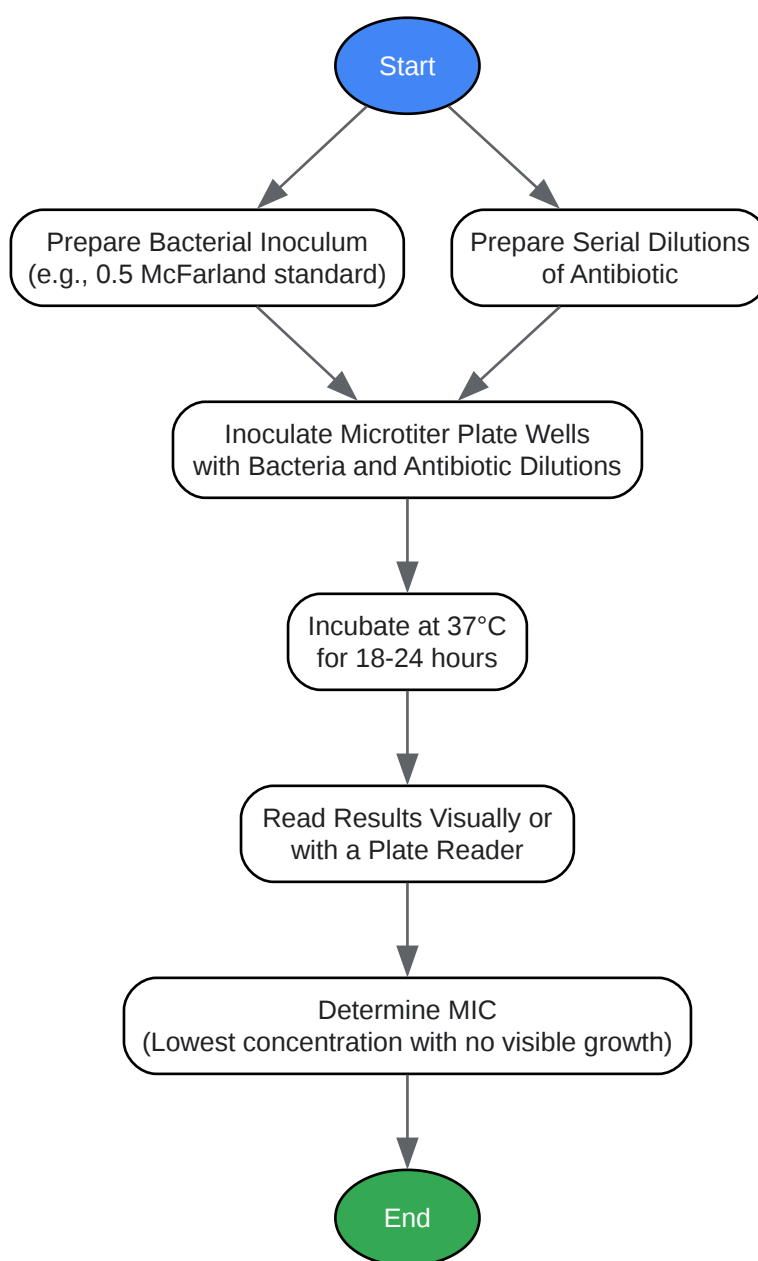 Start
Prepare Bacterial Inoculum
(e.g., 0.5 McFarland standard)
Prepare Serial Dilutions
of Antibiotic
Inoculate Microtiter Plate Wells
with Bacteria and Antibiotic Dilutions
Incubate at 37°C
for 18-24 hours
Read Results Visually or
with a Plate Reader
Determine MIC
(Lowest concentration with no visible growth)
End